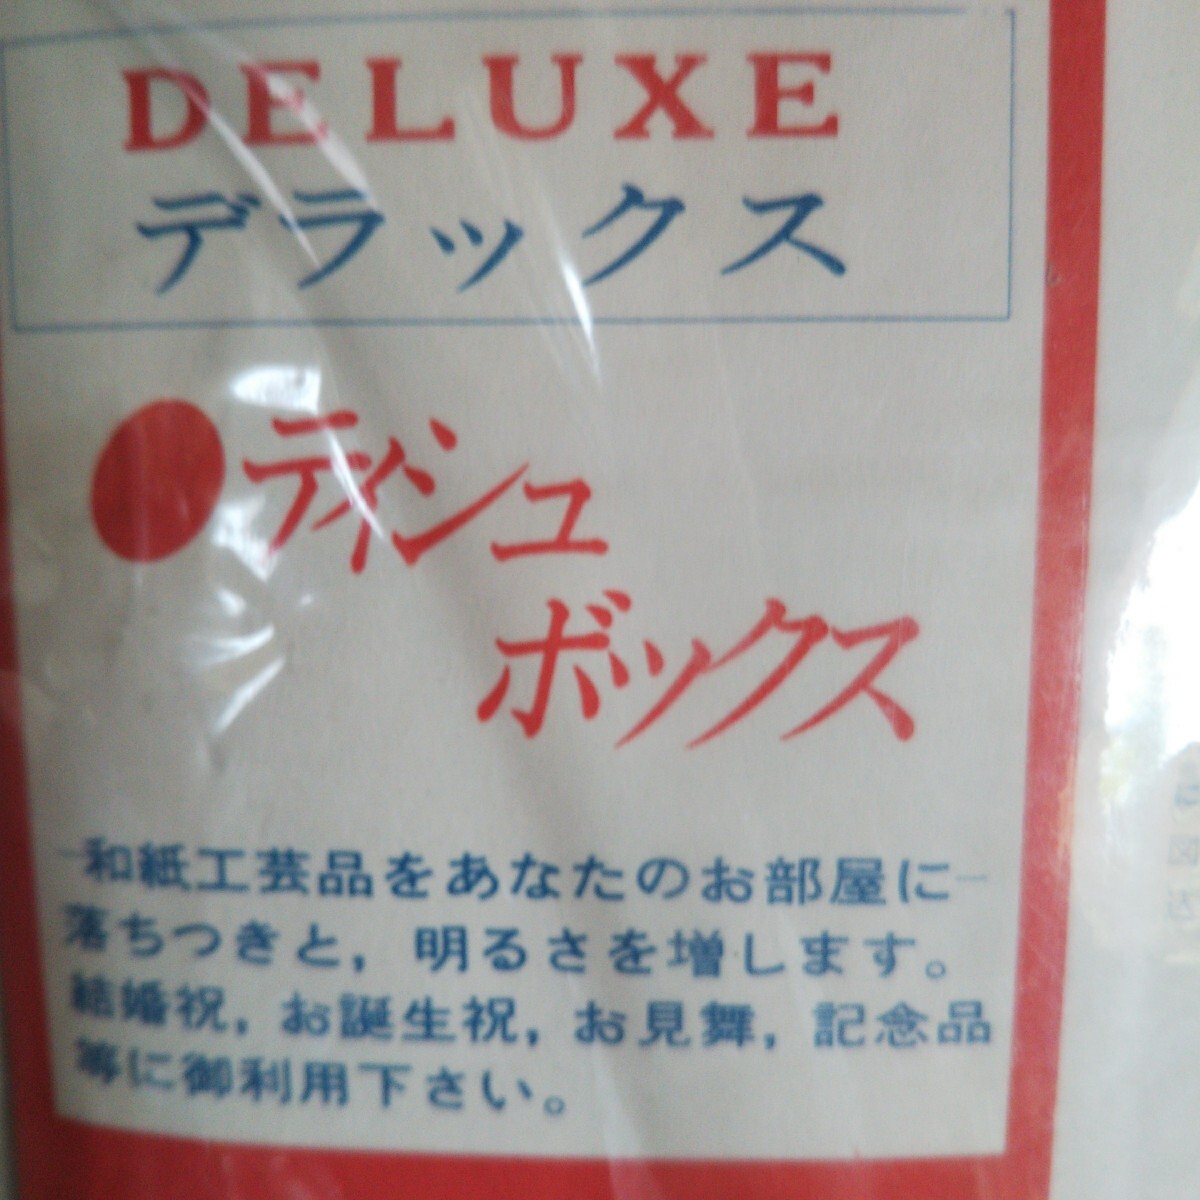 DELUXE
デラックス
●ティシュ
ボックス
和紙工芸品をあなたのお部屋に
落ちつきと,明るさを増します。
結婚祝,お誕生祝,お見舞,記念品
等に御利用下さい。